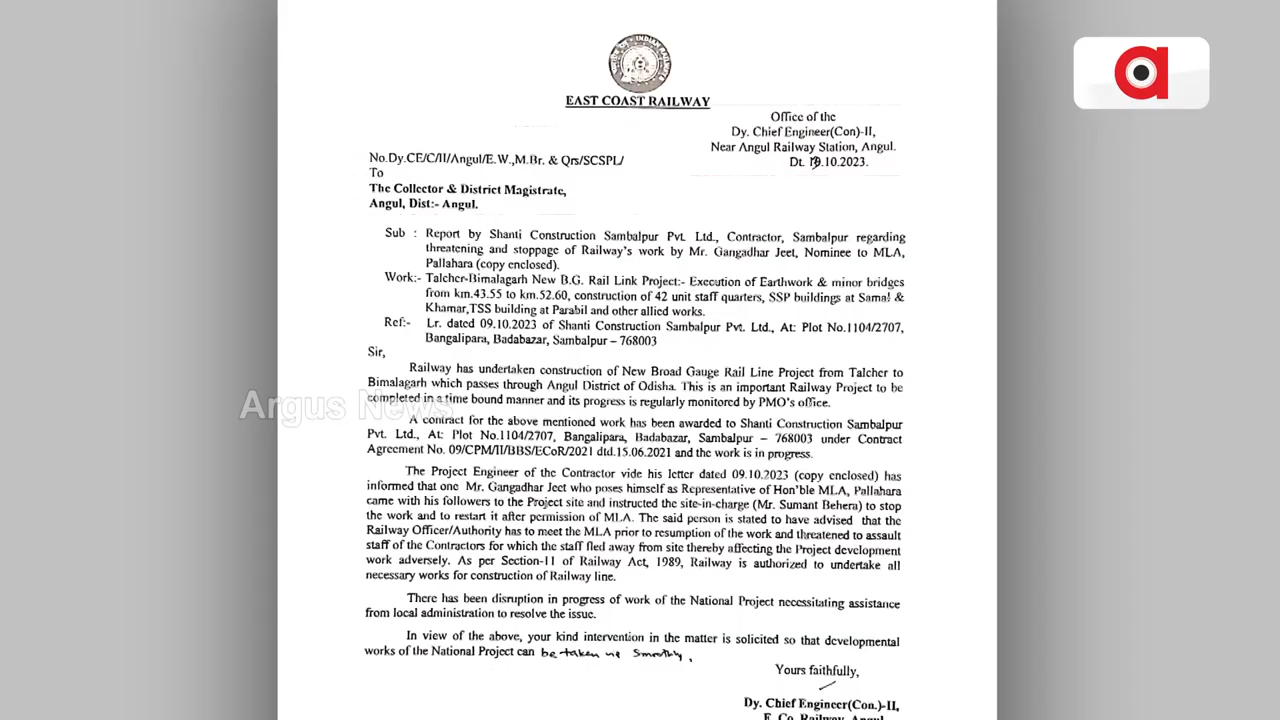 EAST COAST RAILWAY
Office of the
Dy. Chief Engineer(Con)-II,
Near Angul Railway Station, Angul.
Dt. .10.2023.
No.Dy.CE/C/II/Angul/E.W.,M.Br. & Qrs/SCSPL/
To
The Collector & District Magistrate,
Angul, Dist:- Angul.
Sub : Report by Shanti Construction Sambalpur Pvt. Ltd., Contractor, Sambalpur regarding
threatening and stoppage of Railway's work by Mr. Gangadhar Jeet, Nominee to MLA,
Pallahara (copy enclosed).
Work:- Talcher-Bimalagarh New B.G. Rail Link Project:- Execution of Earthwork & minor bridges
from km.43.55 to km.52.60, construction of 42 unit staff quarters, SSP buildings at Samal &
Khamar,TSS building at Parabil and other allied works.
Ref:- Lr. dated 09.10.2023 of Shanti Construction Sambalpur Pvt. Ltd., At: Plot No.1104/2707,
Bangalipara, Badabazar, Sambalpur – 768003
Sir,
Railway has undertaken construction of New Broad Gauge Rail Line Project from Talcher to
Bimalagarh which passes through Angul District of Odisha. This is an important Railway Project to be
completed in a time bound manner and its progress is regularly monitored by PMO's office.
Argus News
A contract for the above mentioned work has been awarded to Shanti Construction Sambalpur
Pvt. Ltd., At: Plot No.1104/2707, Bangalipara, Badabazar, Sambalpur – 768003 under Contract
Agreement No. 09/CPM/II/BBS/ECoR/2021 dtd.15.06.2021 and the work is in progress.
The Project Engineer of the Contractor vide his letter dated 09.10.2023 (copy enclosed) has
informed that one Mr. Gangadhar Jeet who poses himself as Representative of Hon'ble MLA, Pallahara
came with his followers to the Project site and instructed the site-in-charge (Mr. Sumant Behera) to stop
the work and to restart it after permission of MLA. The said person is stated to have advised that the
Railway Officer/Authority has to meet the MLA prior to resumption of the work and threatened to assault
staff of the Contractors for which the staff fled away from site thereby affecting the Project development
work adversely. As per Section-11 of Railway Act, 1989, Railway is authorized to undertake all
necessary works for construction of Railway line.
There has been disruption in progress of work of the National Project necessitating assistance
from local administration to resolve the issue.
In view of the above, your kind intervention in the matter is solicited so that developmental
works of the National Project can be taken up smoothly.
Yours faithfully,
Dy. Chief Engineer(Con.)-II,
E. Co. Railway, Angul